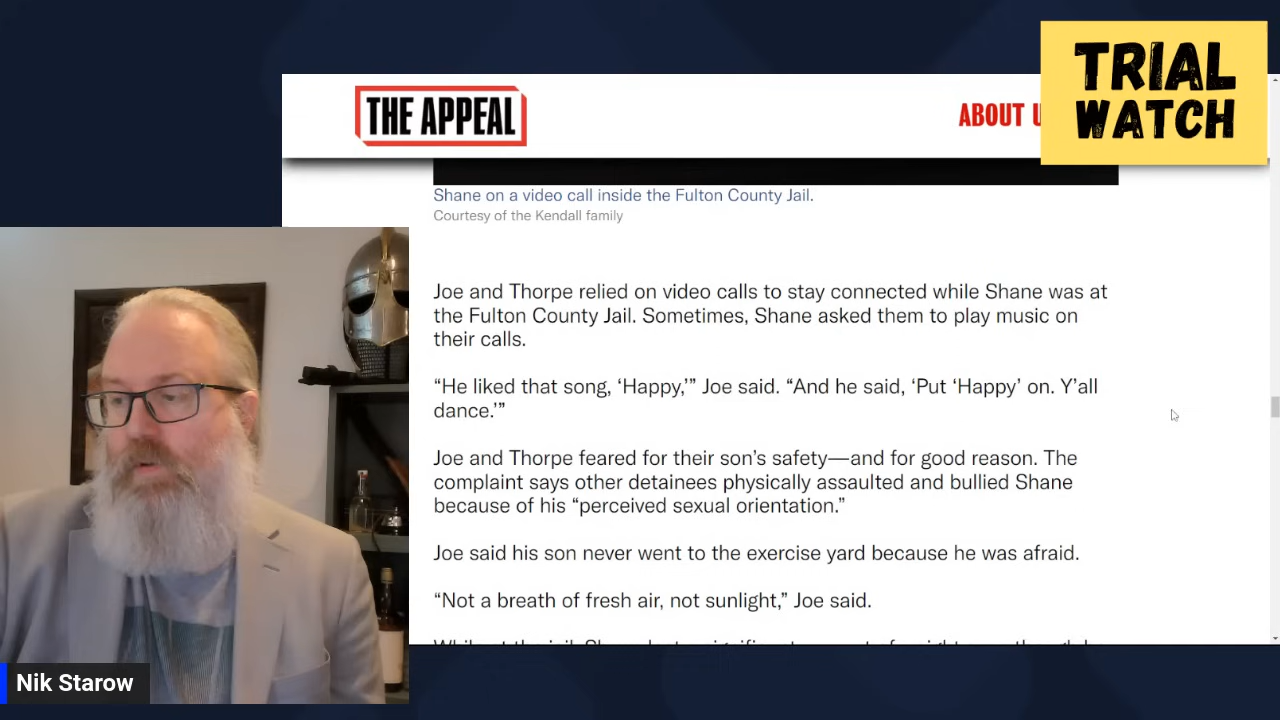 THE APPEAL
ABOUT U
TRIAL
WATCH
Shane on a video call inside the Fulton County Jail.
Courtesy of the Kendall family
Joe and Thorpe relied on video calls to stay connected while Shane was at
the Fulton County Jail. Sometimes, Shane asked them to play music on
their calls.
“He liked that song, ‘Happy,’” Joe said. “And he said, ‘Put ‘Happy’ on. Y’all
dance.’”
Joe and Thorpe feared for their son’s safety—and for good reason. The
complaint says other detainees physically assaulted and bullied Shane
because of his “perceived sexual orientation.”
Joe said his son never went to the exercise yard because he was afraid.
“Not a breath of fresh air, not sunlight,” Joe said.
Nik Starow